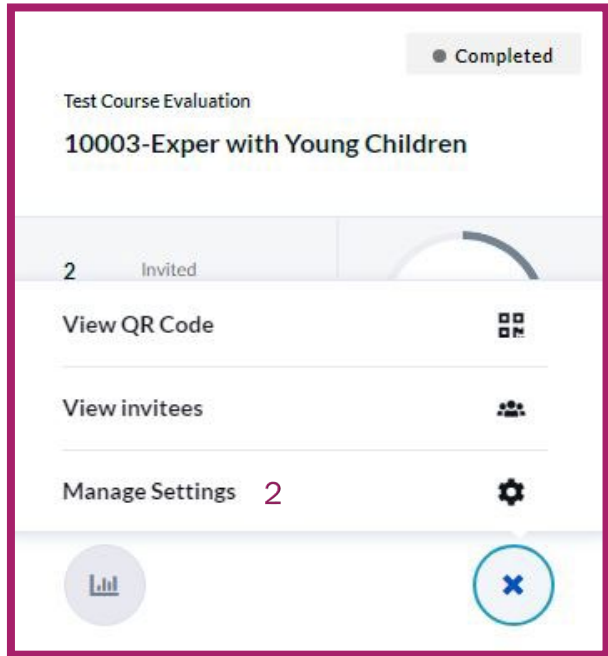 Completed
Test Course Evaluation
10003-Exper with Young Children
2 Invited
View QR Code
View invitees
Manage Settings 2